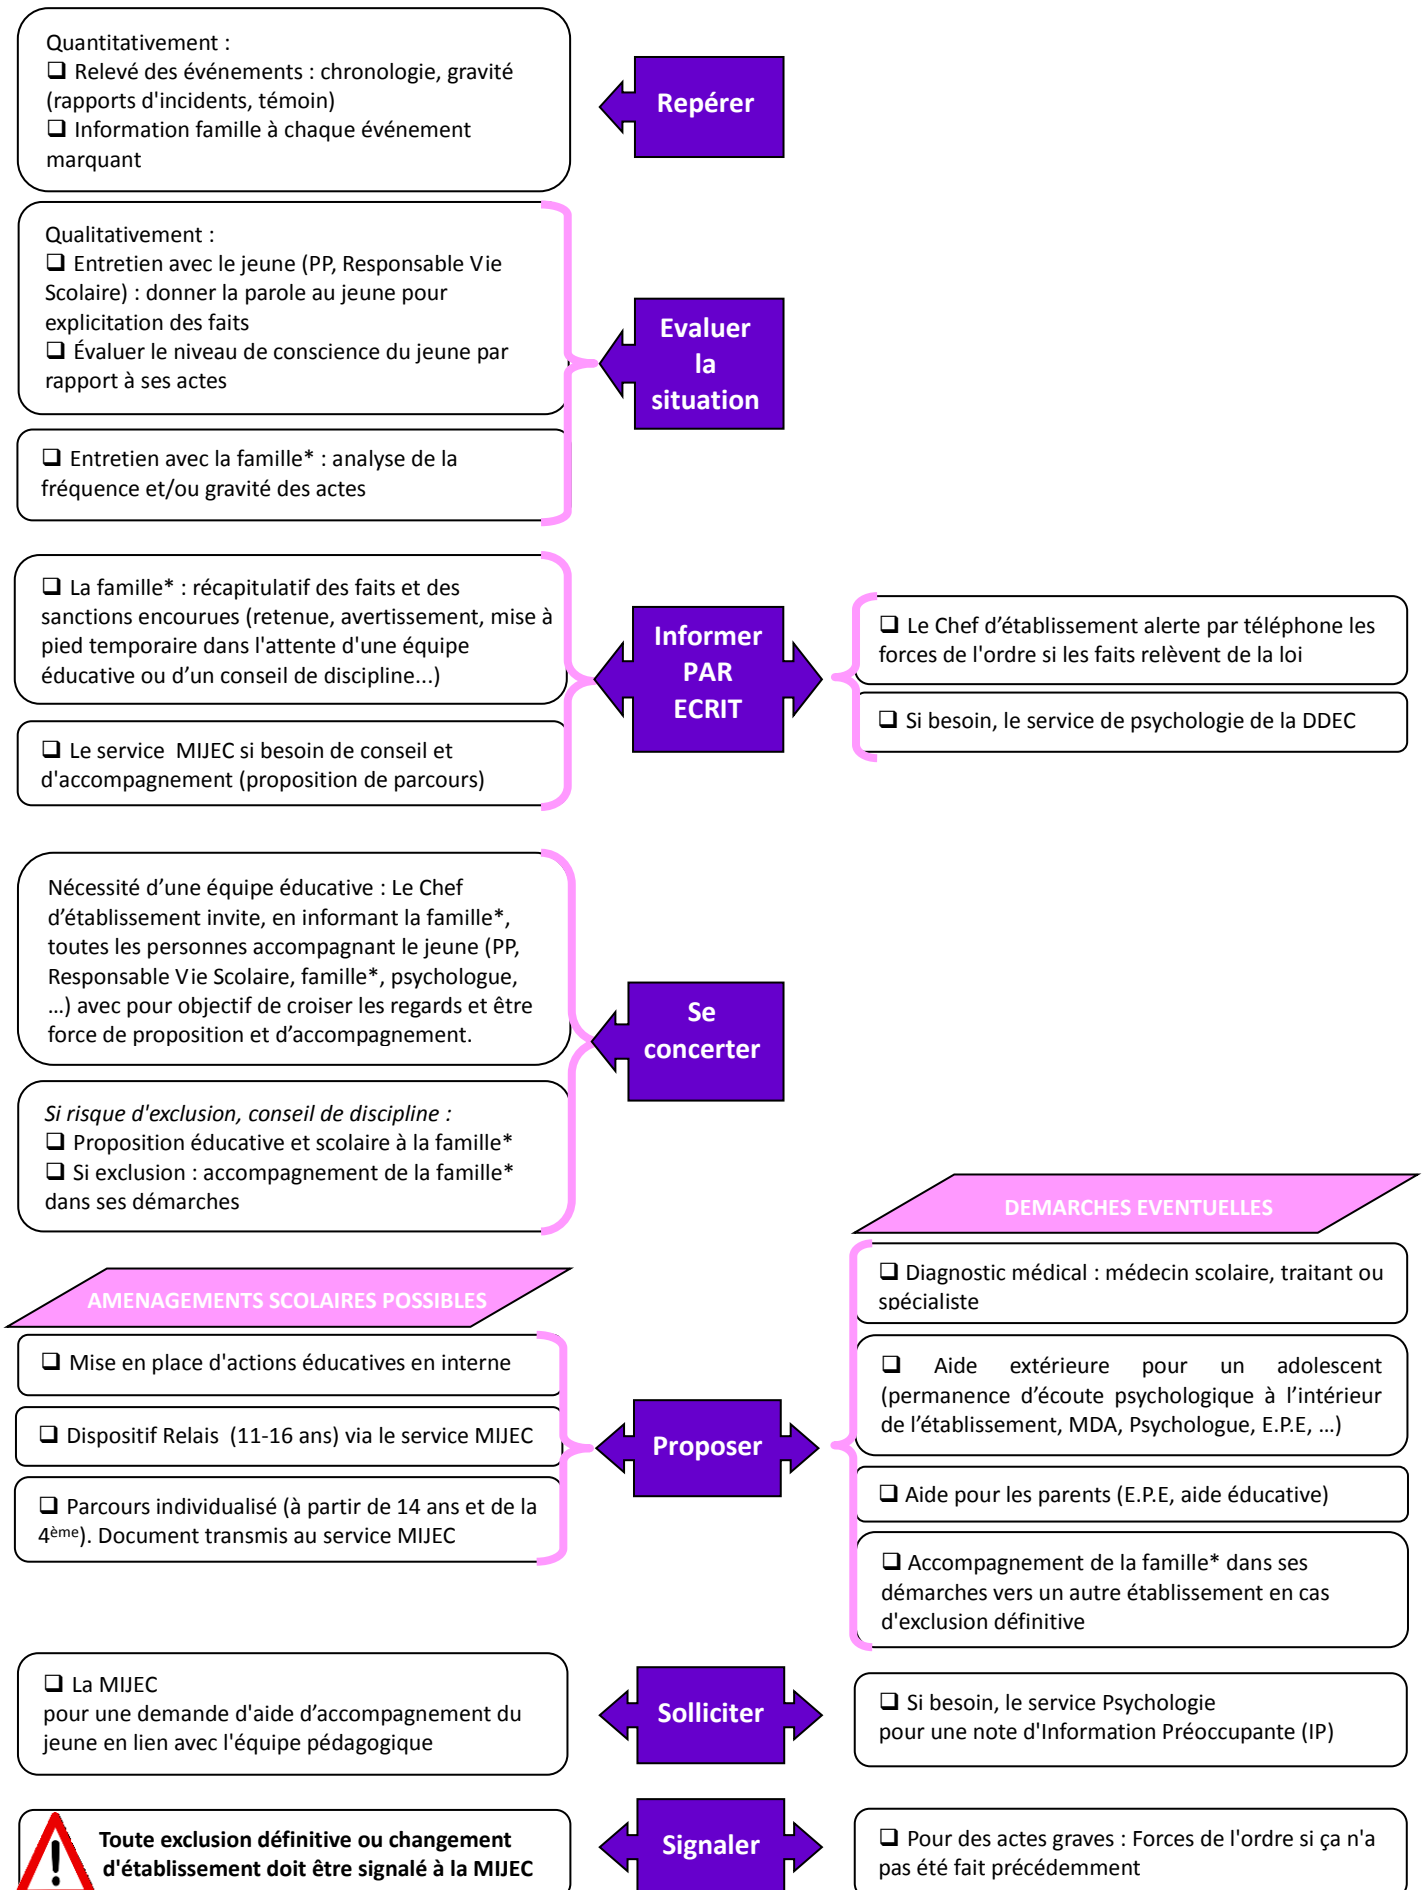 Quantitativement :
❑ Relevé des événements : chronologie, gravité
(rapports d'incidents, témoin)
❑ Information famille à chaque événement
marquant
Repérer
Qualitativement :
❑ Entretien avec le jeune (PP, Responsable Vie
Scolaire) : donner la parole au jeune pour
explicitation des faits
❑ Évaluer le niveau de conscience du jeune par
rapport à ses actes
Evaluer
la
situation
❑ Entretien avec la famille* : analyse de la
fréquence et/ou gravité des actes
❑ La famille* : récapitulatif des faits et des
sanctions encourues (retenue, avertissement, mise à
pied temporaire dans l'attente d'une équipe
éducative ou d’un conseil de discipline...)
❑ Le service  MIJEC si besoin de conseil et
d'accompagnement (proposition de parcours)
Informer
PAR
ECRIT
❑ Le Chef d’établissement alerte par téléphone les
forces de l'ordre si les faits relèvent de la loi
❑ Si besoin, le service de psychologie de la DDEC
Nécessité d’une équipe éducative : Le Chef
d’établissement invite, en informant la famille*,
toutes les personnes accompagnant le jeune (PP,
Responsable Vie Scolaire, famille*, psychologue,
…) avec pour objectif de croiser les regards et être
force de proposition et d’accompagnement.
Se
concerter
Si risque d'exclusion, conseil de discipline :
❑ Proposition éducative et scolaire à la famille*
❑ Si exclusion : accompagnement de la famille*
dans ses démarches
AMENAGEMENTS SCOLAIRES POSSIBLES
❑ Mise en place d'actions éducatives en interne
❑ Dispositif Relais  (11-16 ans) via le service MIJEC
❑ Parcours individualisé (à partir de 14 ans et de la
4ème). Document transmis au service MIJEC
Proposer
DEMARCHES EVENTUELLES
❑ Diagnostic médical : médecin scolaire, traitant ou
spécialiste
❑ Aide extérieure pour un adolescent
(permanence d’écoute psychologique à l’intérieur
de l’établissement, MDA, Psychologue, E.P.E, …)
❑ Aide pour les parents (E.P.E, aide éducative)
❑ Accompagnement de la famille* dans ses
démarches vers un autre établissement en cas
d'exclusion définitive
❑ La MIJEC
pour une demande d'aide d’accompagnement du
jeune en lien avec l'équipe pédagogique
Solliciter
❑ Si besoin, le service Psychologie
pour une note d'Information Préoccupante (IP)
Toute exclusion définitive ou changement
d'établissement doit être signalé à la MIJEC
Signaler
❑ Pour des actes graves : Forces de l'ordre si ça n'a
pas été fait précédemment